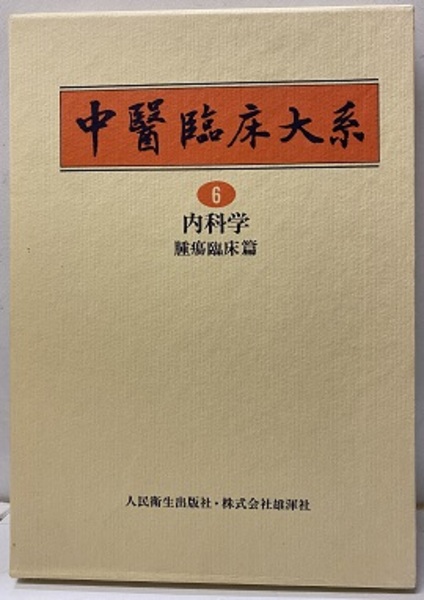 中醫臨床大系
6
内科学
腫瘍臨床篇
人民衛生出版社・株式会社雄渾社